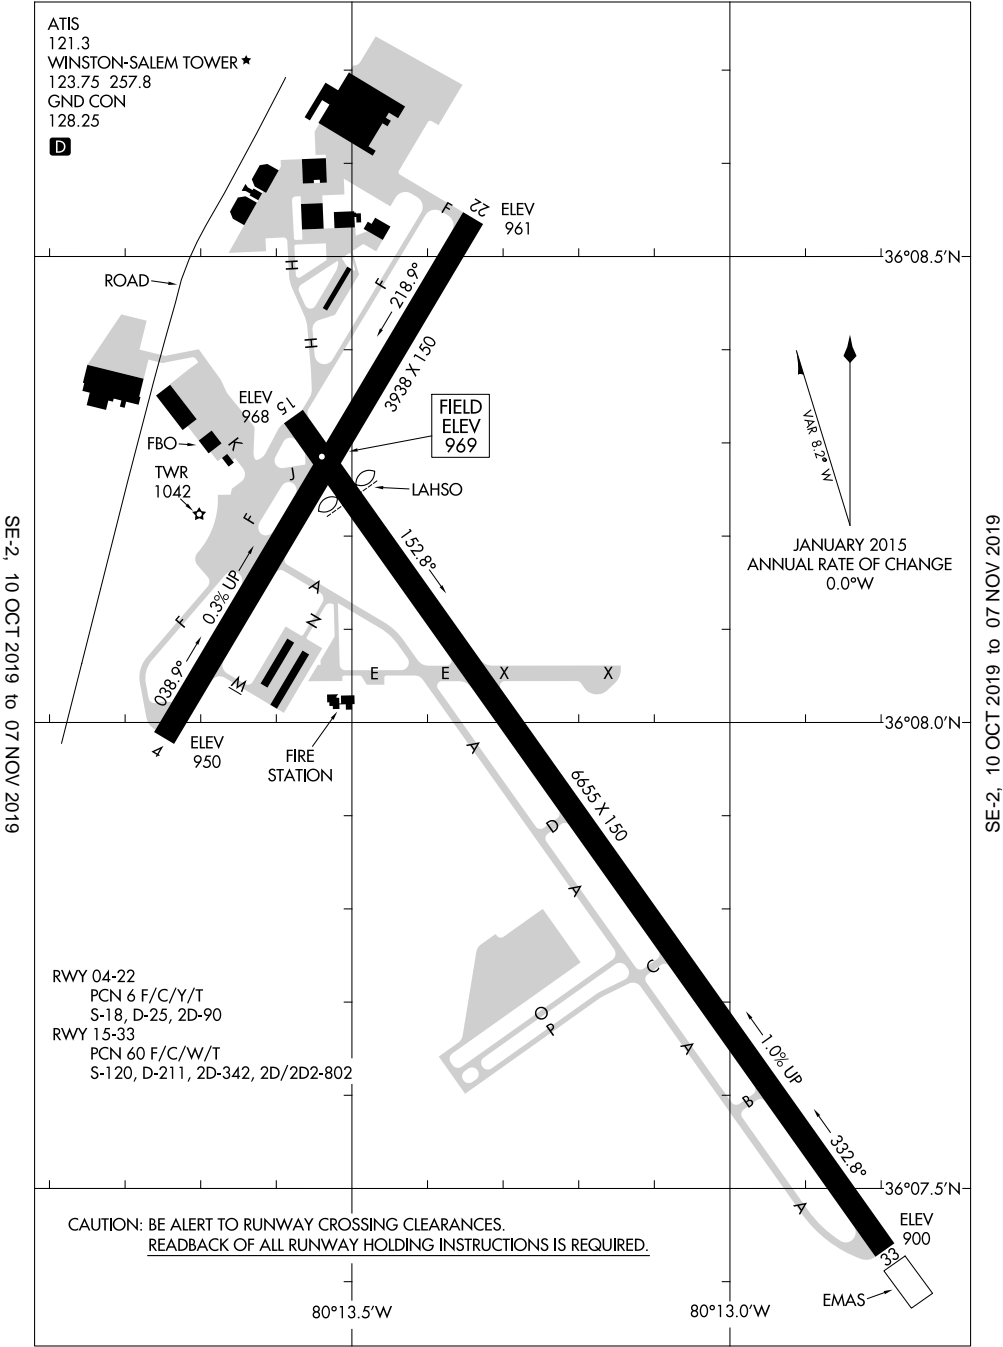 ATIS
121.3
WINSTON-SALEM TOWER ★
123.75 257.8
GND CON
128.25
D
F
22
ELEV
961
36°08.5'N
H
F
218.9°
ROAD
H
3938 X 150
ELEV
968
15
FIELD
ELEV
969
VAR 8.2° W
FBO
K
J
TWR
1042
LAHSO
F
152.8°
JANUARY 2015
ANNUAL RATE OF CHANGE
0.0°W
0.3% UP
A
N
F
038.9°
M
E
E
X
X
4
ELEV
950
FIRE
STATION
36°08.0'N
A
6655 X 150
D
A
C
O
P
RWY 04-22
PCN 6 F/C/Y/T
S-18, D-25, 2D-90
RWY 15-33
PCN 60 F/C/W/T
S-120, D-211, 2D-342, 2D/2D2-802
A
1.0% UP
B
332.8°
36°07.5'N
A
CAUTION: BE ALERT TO RUNWAY CROSSING CLEARANCES.
READBACK OF ALL RUNWAY HOLDING INSTRUCTIONS IS REQUIRED.
ELEV
900
33
EMAS
80°13.5'W
80°13.0'W
SE-2, 10 OCT 2019 to 07 NOV 2019
SE-2, 10 OCT 2019 to 07 NOV 2019